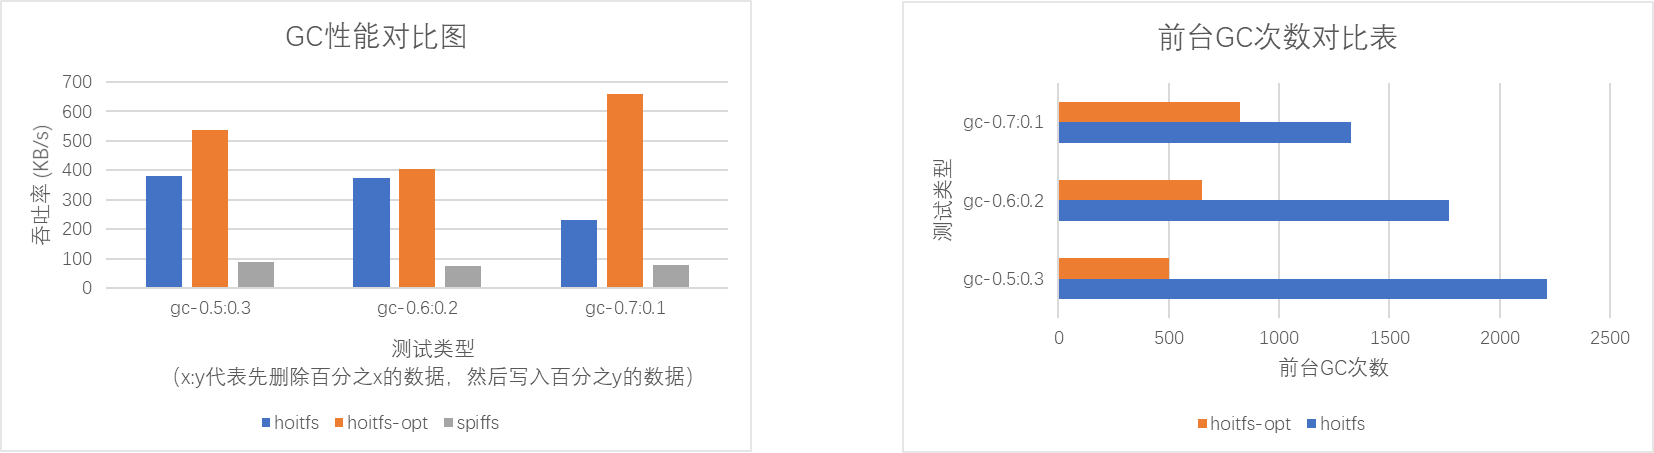 GC性能对比图
700
600
500
400
300
200
100
0
吞吐率 (KB/s)
gc-0.5:0.3
gc-0.6:0.2
gc-0.7:0.1
测试类型
（x:y代表先删除百分之x的数据，然后写入百分之y的数据）
hoitfs
hoitfs-opt
spiffs
前台GC次数对比表
测试类型
gc-0.7:0.1
gc-0.6:0.2
gc-0.5:0.3
0
500
1000
1500
2000
2500
前台GC次数
hoitfs-opt
hoitfs